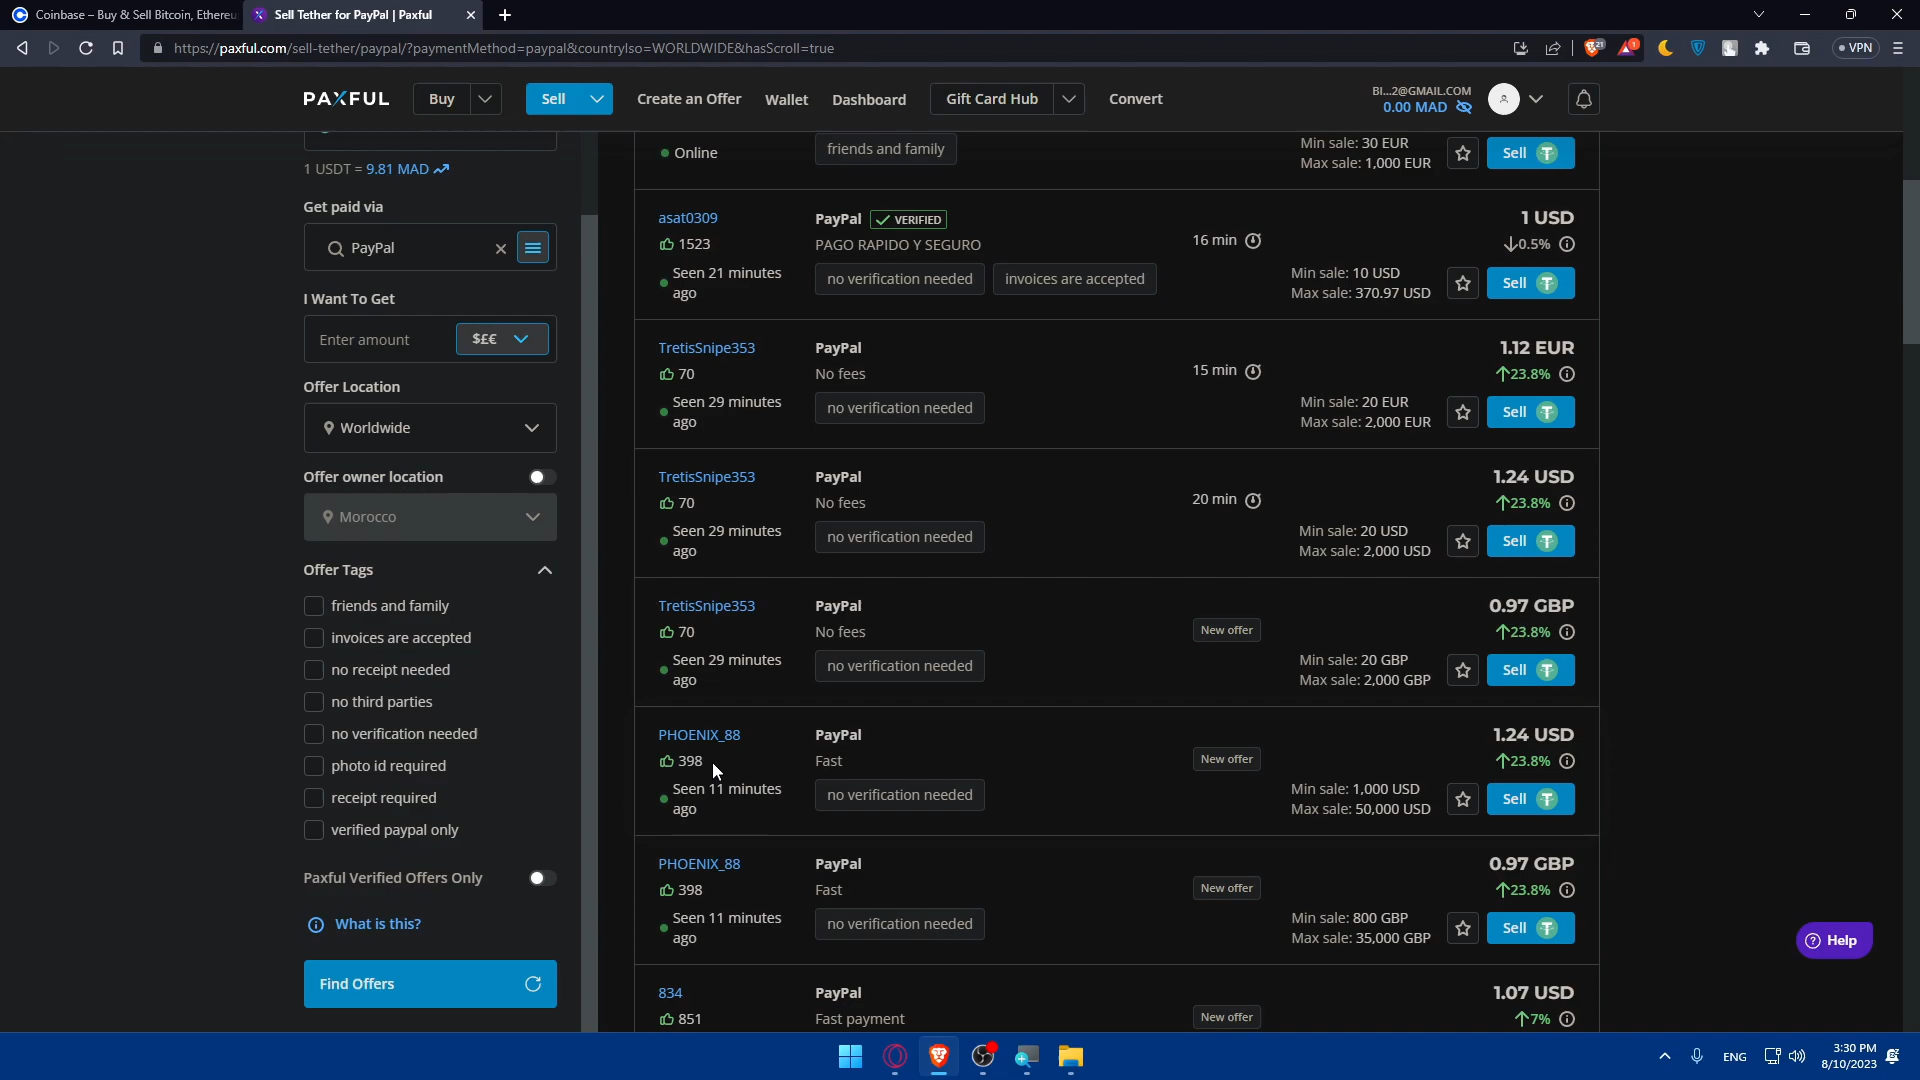 Coinbase – Buy & Sell Bitcoin, Ethereu
Sell Tether for PayPal | Paxful
https://paxful.com/sell-tether/paypal/?paymentMethod=paypal&countryIso=WORLDWIDE&hasScroll=true
21
1
VPN
PAXFUL
Buy
Sell
Create an Offer
Wallet
Dashboard
Gift Card Hub
Convert
BI...2@GMAIL.COM
0.00 MAD
1 USDT = 9.81 MAD
Get paid via
PayPal
I Want To Get
Enter amount
$£€
Offer Location
Worldwide
Offer owner location
Morocco
Offer Tags
friends and family
invoices are accepted
no receipt needed
no third parties
no verification needed
photo id required
receipt required
verified paypal only
Paxful Verified Offers Only
What is this?
Find Offers
Online
friends and family
Min sale: 30 EUR
Max sale: 1,000 EUR
Sell
asat0309
1523
Seen 21 minutes
ago
PayPal
VERIFIED
PAGO RAPIDO Y SEGURO
no verification needed
invoices are accepted
16 min
1 USD
0.5%
Min sale: 10 USD
Max sale: 370.97 USD
Sell
TretisSnipe353
70
Seen 29 minutes
ago
PayPal
No fees
no verification needed
15 min
1.12 EUR
23.8%
Min sale: 20 EUR
Max sale: 2,000 EUR
Sell
TretisSnipe353
70
Seen 29 minutes
ago
PayPal
No fees
no verification needed
20 min
1.24 USD
23.8%
Min sale: 20 USD
Max sale: 2,000 USD
Sell
TretisSnipe353
70
Seen 29 minutes
ago
PayPal
No fees
no verification needed
New offer
0.97 GBP
23.8%
Min sale: 20 GBP
Max sale: 2,000 GBP
Sell
PHOENIX_88
398
Seen 11 minutes
ago
PayPal
Fast
no verification needed
New offer
1.24 USD
23.8%
Min sale: 1,000 USD
Max sale: 50,000 USD
Sell
PHOENIX_88
398
Seen 11 minutes
ago
PayPal
Fast
no verification needed
New offer
0.97 GBP
23.8%
Min sale: 800 GBP
Max sale: 35,000 GBP
Sell
834
851
PayPal
Fast payment
New offer
1.07 USD
7%
Help
ENG
3:30 PM
8/10/2023